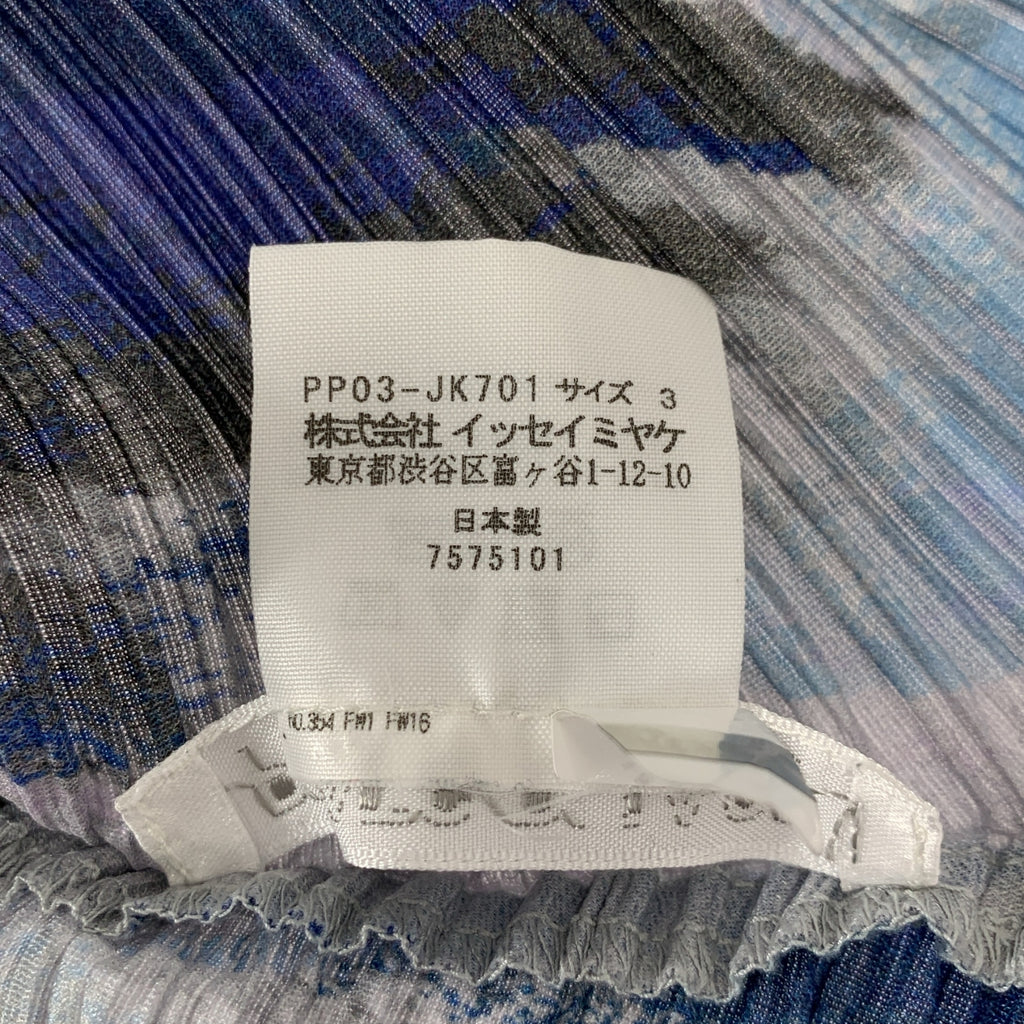 PP03-JK701 サイズ 3
株式会社 イッセイミヤケ
東京都渋谷区富ヶ谷1-12-10
日本製
7575101
NO.354 FW1 FW16